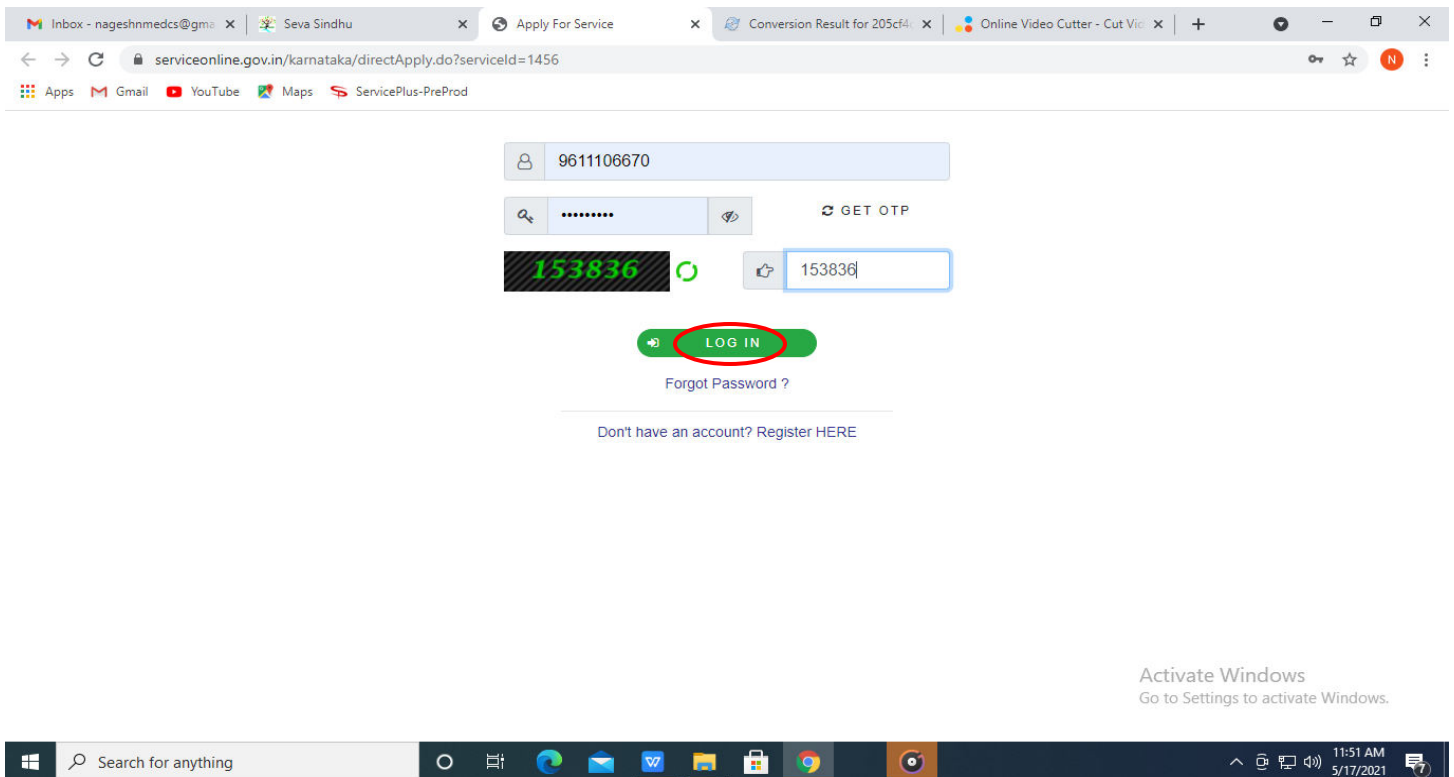 Inbox - nageshnmedcs@gma
Seva Sindhu
Apply For Service
Conversion Result for 205cf4
Online Video Cutter - Cut Vid
serviceonline.gov.in/karnataka/directApply.do?serviceId=1456
N
Apps
Gmail
YouTube
Maps
ServicePlus-PreProd
9611106670
•••••••••
GET OTP
153836
153836
LOG IN
Forgot Password ?
Don't have an account? Register HERE
Activate Windows
Go to Settings to activate Windows.
Search for anything
11:51 AM
5/17/2021
7